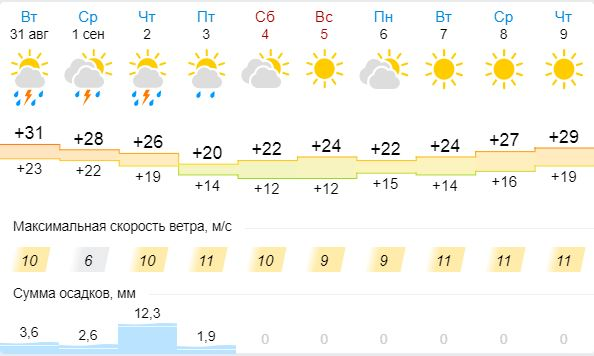 Вт Ср Чт Пт Сб Вс Пн Вт Ср Чт
31 авг 1 сен 2 3 4 5 6 7 8 9
+31 +28 +26 +20 +22 +24 +22 +24 +27 +29
+23 +22 +19 +14 +12 +12 +15 +14 +16 +19
Максимальная скорость ветра, м/с
10 6 10 11 10 9 9 11 11 11
Сумма осадков, мм
3,6 2,6 12,3 1,9 0 0 0 0 0 0